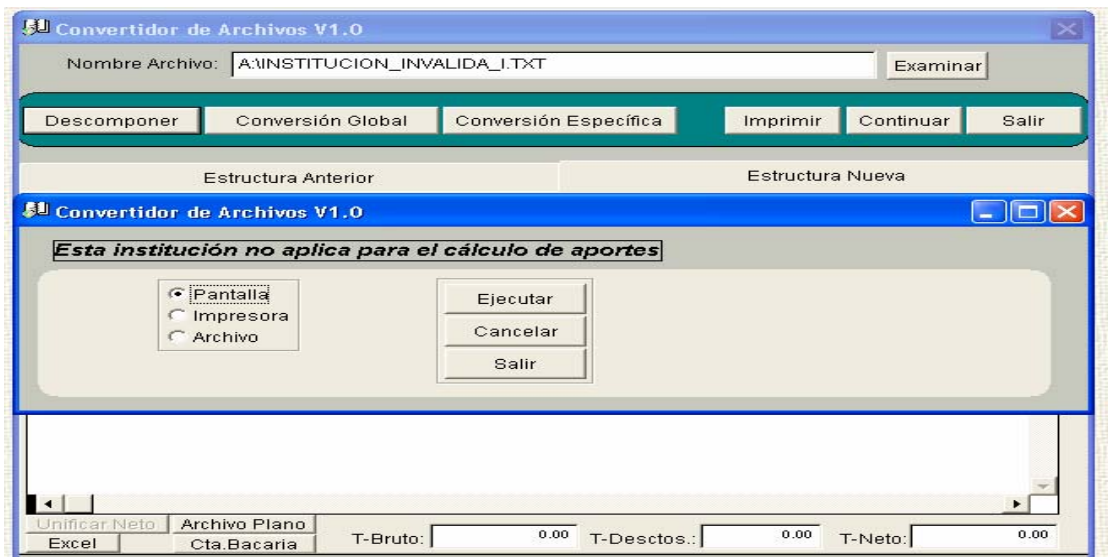 Convertidor de Archivos V1.0
Nombre Archivo: A:\INSTITUCION_INVALIDA_I.TXT Examinar
Descomponer Conversión Global Conversión Específica Imprimir Continuar Salir
Estructura Anterior Estructura Nueva
Convertidor de Archivos V1.0
Esta institución no aplica para el cálculo de aportes
Pantalla
Impresora
Archivo
Ejecutar
Cancelar
Salir
Unificar Neto Archivo Plano
Excel Cta.Bacaria T-Bruto: 0.00 T-Desctos.: 0.00 T-Neto: 0.00